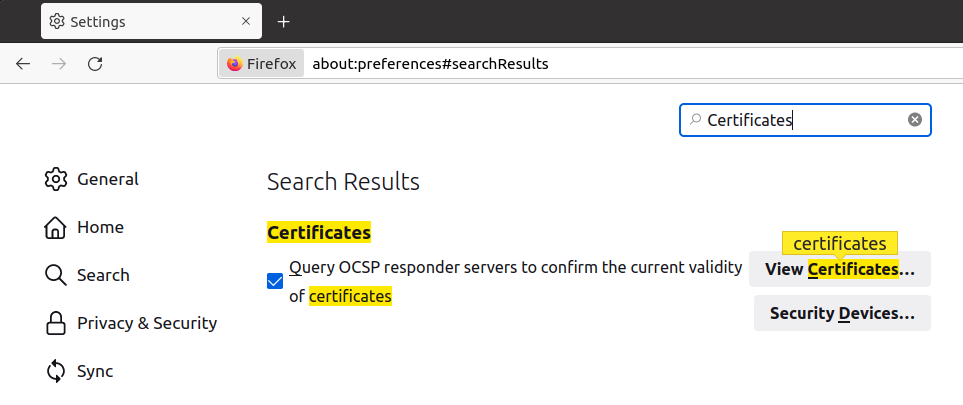 Settings
Firefox about:preferences#searchResults
Certificates
General
Home
Search
Privacy & Security
Sync
Search Results
Certificates
Query OCSP responder servers to confirm the current validity
of certificates
certificates
View Certificates...
Security Devices...